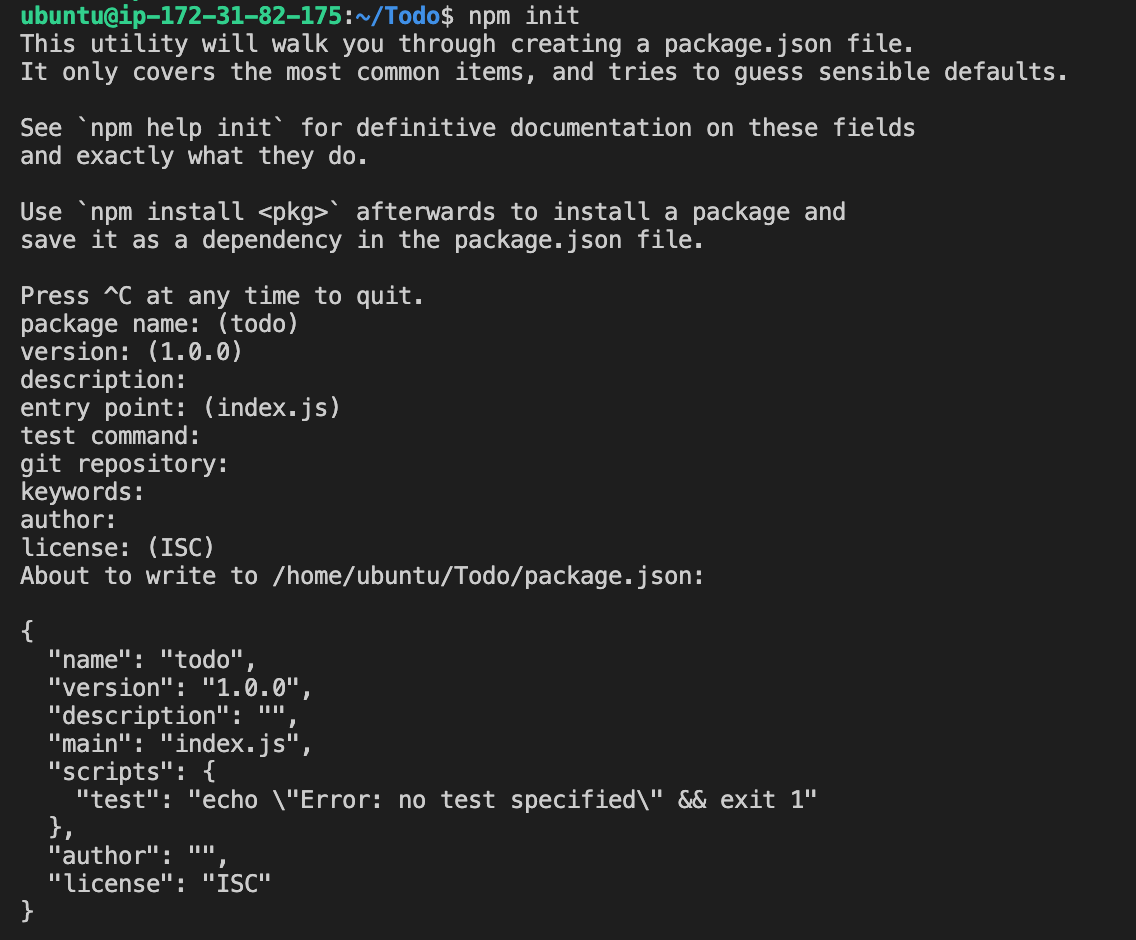 ubuntu@ip-172-31-82-175:~/Todo$ npm init
This utility will walk you through creating a package.json file.
It only covers the most common items, and tries to guess sensible defaults.

See `npm help init` for definitive documentation on these fields
and exactly what they do.

Use `npm install <pkg>` afterwards to install a package and
save it as a dependency in the package.json file.

Press ^C at any time to quit.
package name: (todo)
version: (1.0.0)
description:
entry point: (index.js)
test command:
git repository:
keywords:
author:
license: (ISC)
About to write to /home/ubuntu/Todo/package.json:

{
  "name": "todo",
  "version": "1.0.0",
  "description": "",
  "main": "index.js",
  "scripts": {
    "test": "echo \"Error: no test specified\" && exit 1"
  },
  "author": "",
  "license": "ISC"
}